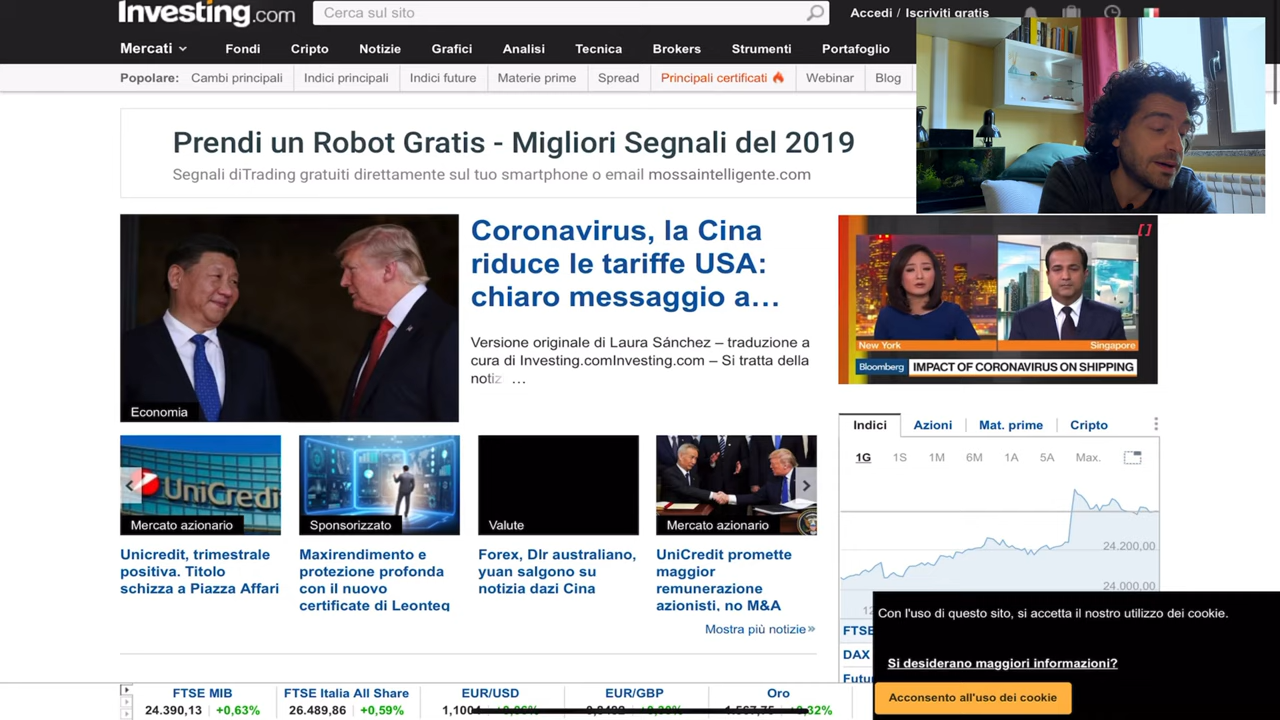 Investing.com
Cerca sul sito
Accedi / Iscriviti gratis
Mercati
Fondi
Cripto
Notizie
Grafici
Analisi
Tecnica
Brokers
Strumenti
Portafoglio
Popolare:
Cambi principali
Indici principali
Indici future
Materie prime
Spread
Principali certificati
Webinar
Blog
Prendi un Robot Gratis - Migliori Segnali del 2019
Segnali diTrading gratuiti direttamente sul tuo smartphone o email mossaintelligente.com
Economia
Coronavirus, la Cina
riduce le tariffe USA:
chiaro messaggio a…
Versione originale di Laura Sánchez – traduzione a
cura di Investing.comInvesting.com – Si tratta della
notiz ...
New York
Singapore
Bloomberg
IMPACT OF CORONAVIRUS ON SHIPPING
UniCredit
Mercato azionario
Unicredit, trimestrale
positiva. Titolo
schizza a Piazza Affari
Sponsorizzato
Maxirendimento e
protezione profonda
con il nuovo
certificate di Leonteq
Valute
Forex, Dlr australiano,
yuan salgono su
notizia dazi Cina
Mercato azionario
UniCredit promette
maggior
remunerazione
azionisti, no M&A
Mostra più notizie»
Indici
Azioni
Mat. prime
Cripto
1G
1S
1M
6M
1A
5A
Max.
24.200,00
24.000,00
FTSE
DAX
Futu
Con l'uso di questo sito, si accetta il nostro utilizzo dei cookie.
Si desiderano maggiori informazioni?
Acconsento all'uso dei cookie
FTSE MIB
24.390,13
+0,63%
FTSE Italia All Share
26.489,86
+0,59%
EUR/USD
EUR/GBP
Oro